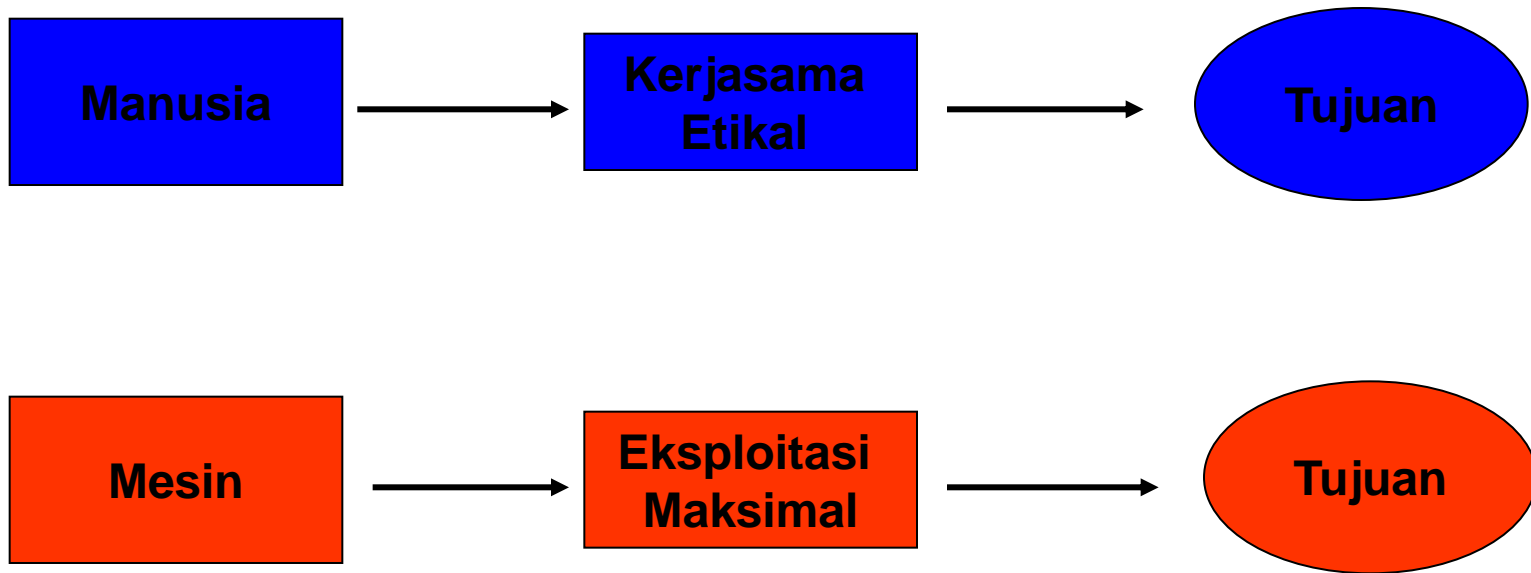 Manusia
Kerjasama
Etikal
Tujuan
Mesin
Eksploitasi
Maksimal
Tujuan